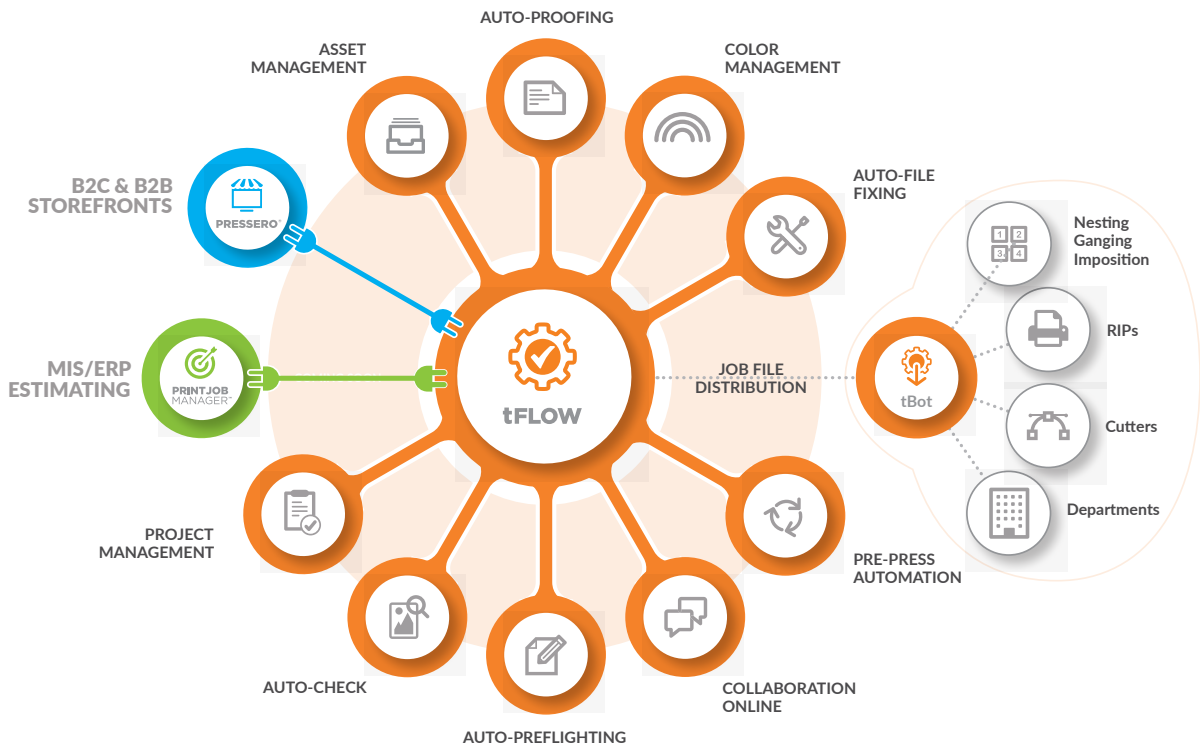 AUTO-PROOFING
ASSET
MANAGEMENT
COLOR
MANAGEMENT
B2C & B2B
STOREFRONTS
PRESSERO
AUTO-FILE
FIXING
1 2
3 4
Nesting
Ganging
Imposition
RIPs
MIS/ERP
ESTIMATING
PRINTJOB
MANAGER™
tFLOW
JOB FILE
DISTRIBUTION
tBot
Cutters
Departments
PROJECT
MANAGEMENT
PRE-PRESS
AUTOMATION
AUTO-CHECK
COLLABORATION
ONLINE
AUTO-PREFLIGHTING